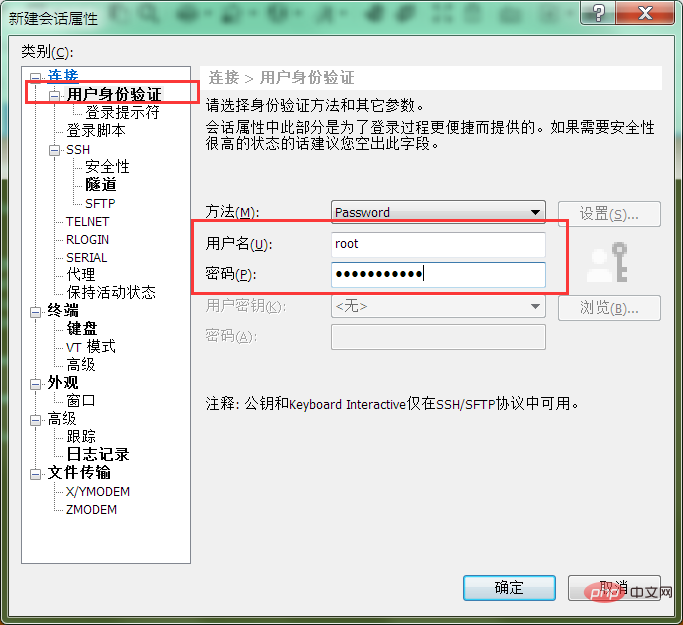 新建会话属性
类别(C):
连接
用户身份验证
登录提示符
登录脚本
SSH
安全性
隧道
SFTP
TELNET
RLOGIN
SERIAL
代理
保持活动状态
终端
键盘
VT 模式
高级
外观
窗口
高级
跟踪
日志记录
文件传输
X/YMODEM
ZMODEM
连接 > 用户身份验证
请选择身份验证方法和其它参数。
会话属性中此部分是为了登录过程更便捷而提供的。如果需要安全性
很高的状态的话建议您空出此字段。
方法(M): Password 设置(S)...
用户名(U): root
密码(P): ●●●●●●●●●●●
用户密钥(K): <无> 浏览(B)...
密码(A):
注释: 公钥和Keyboard Interactive仅在SSH/SFTP协议中可用。
确定 取消
php 中文网